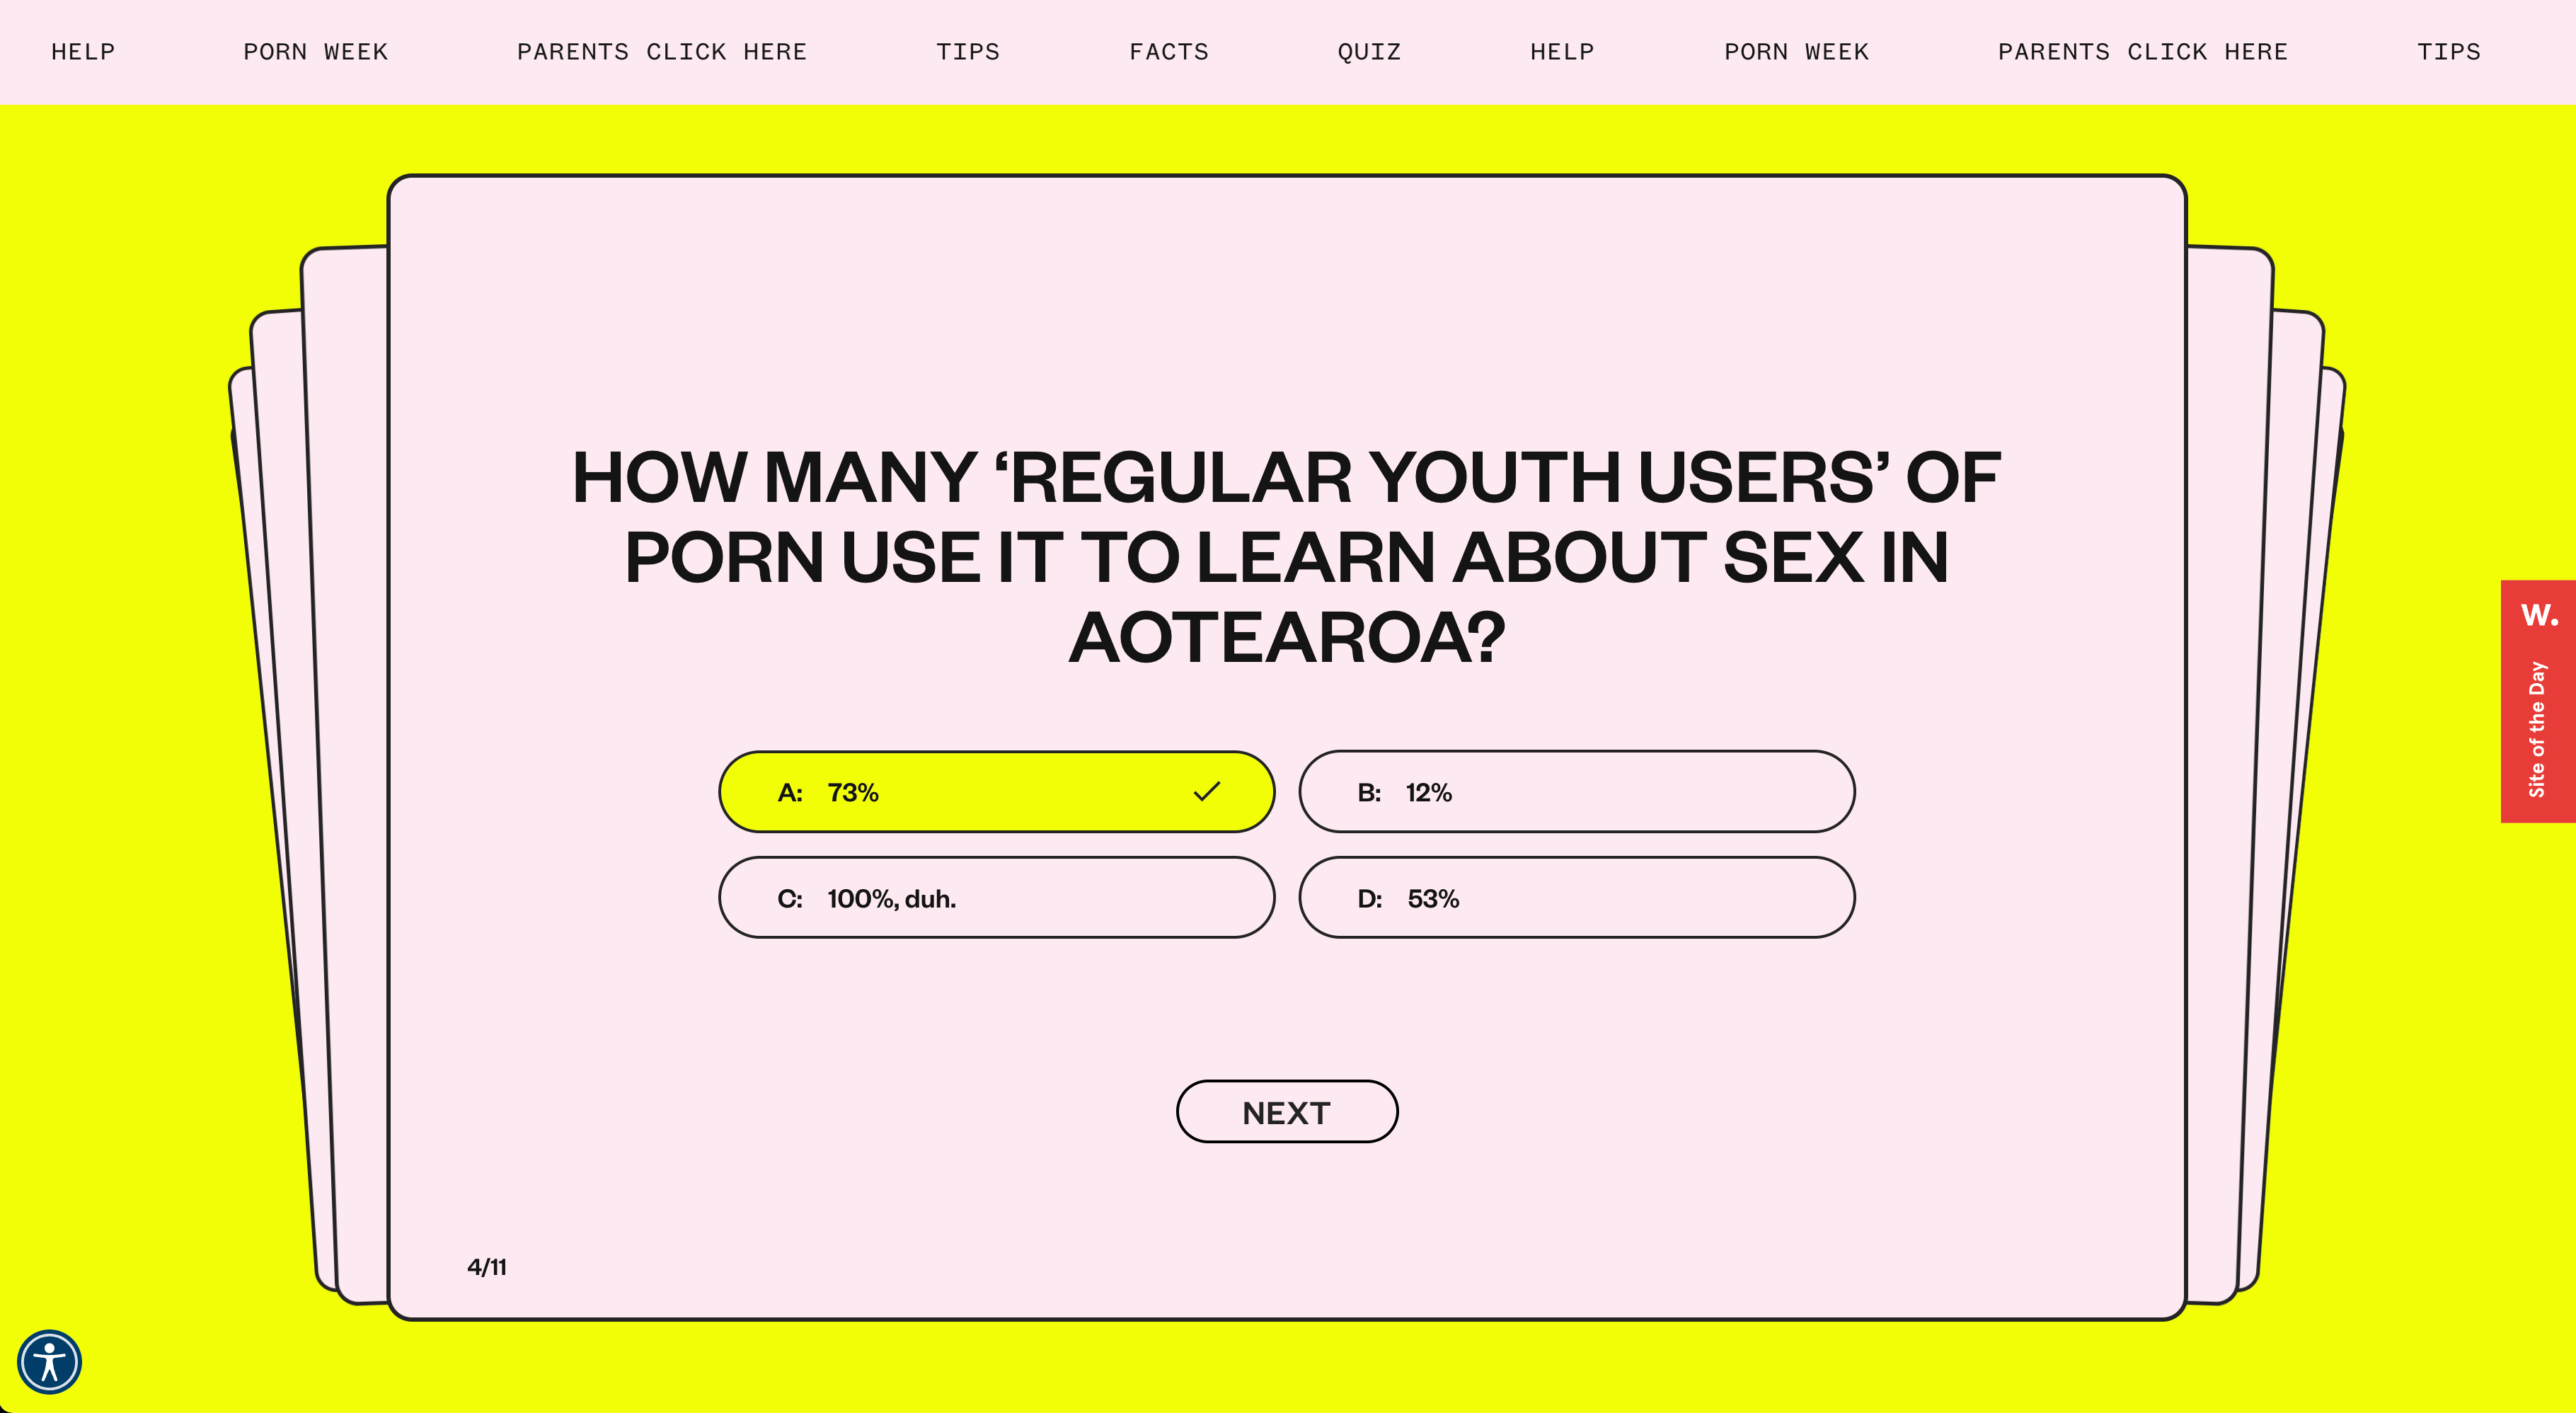 HELP PORN WEEK PARENTS CLICK HERE TIPS FACTS QUIZ HELP PORN WEEK PARENTS CLICK HERE TIPS
HOW MANY ‘REGULAR YOUTH USERS’ OF
PORN USE IT TO LEARN ABOUT SEX IN
AOTEAROA?
A: 73%
B: 12%
C: 100%, duh.
D: 53%
NEXT
4/11
W.
Site of the Day